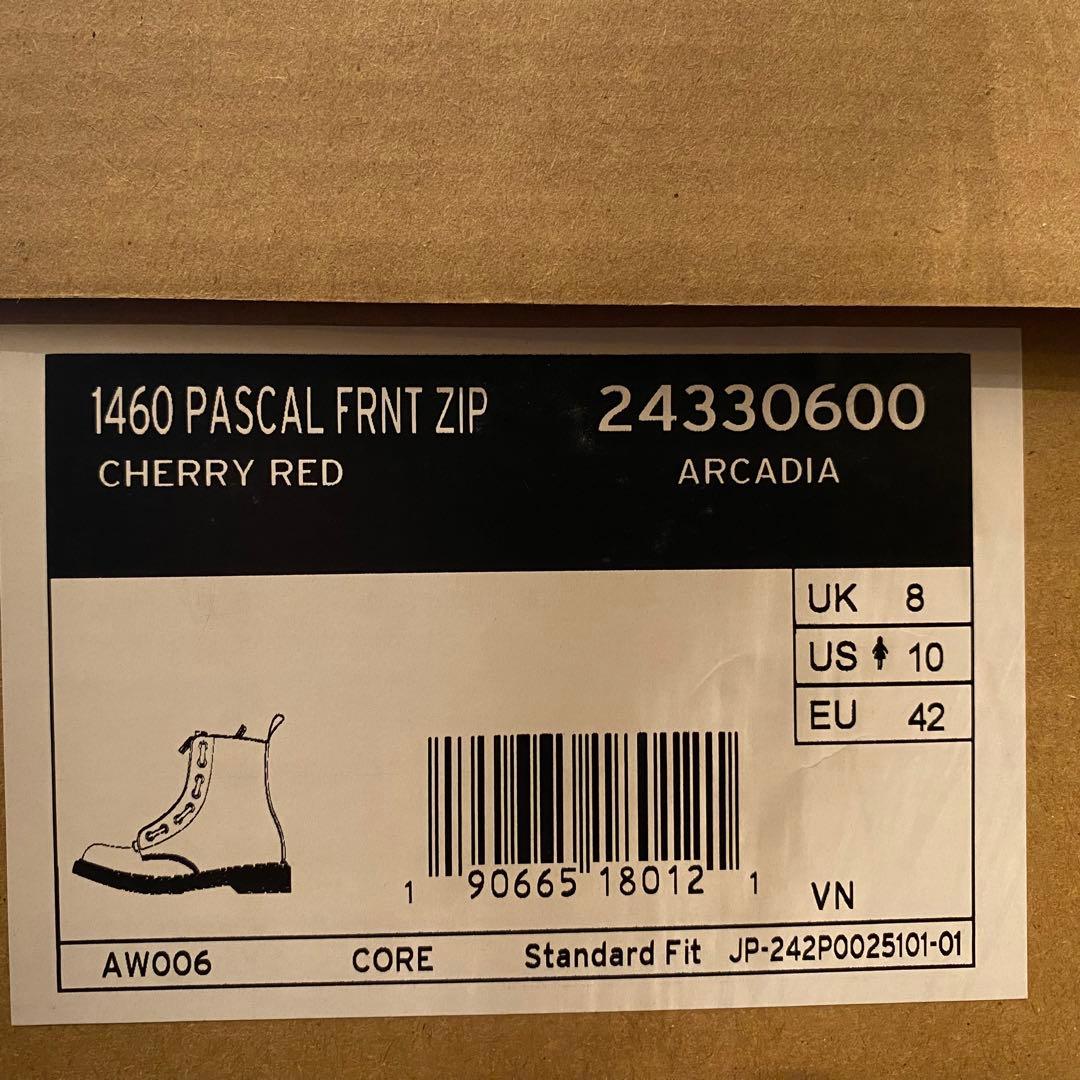 1460 PASCAL FRNT ZIP 24330600
CHERRY RED ARCADIA
UK 8
US 10
EU 42
1 90665 18012 1
VN
AW006 CORE Standard Fit JP-242P0025101-01